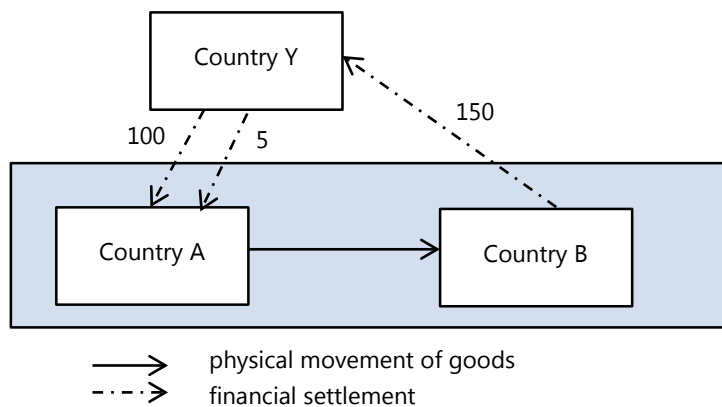 Country Y
100
5
150
Country A
Country B
physical movement of goods
financial settlement